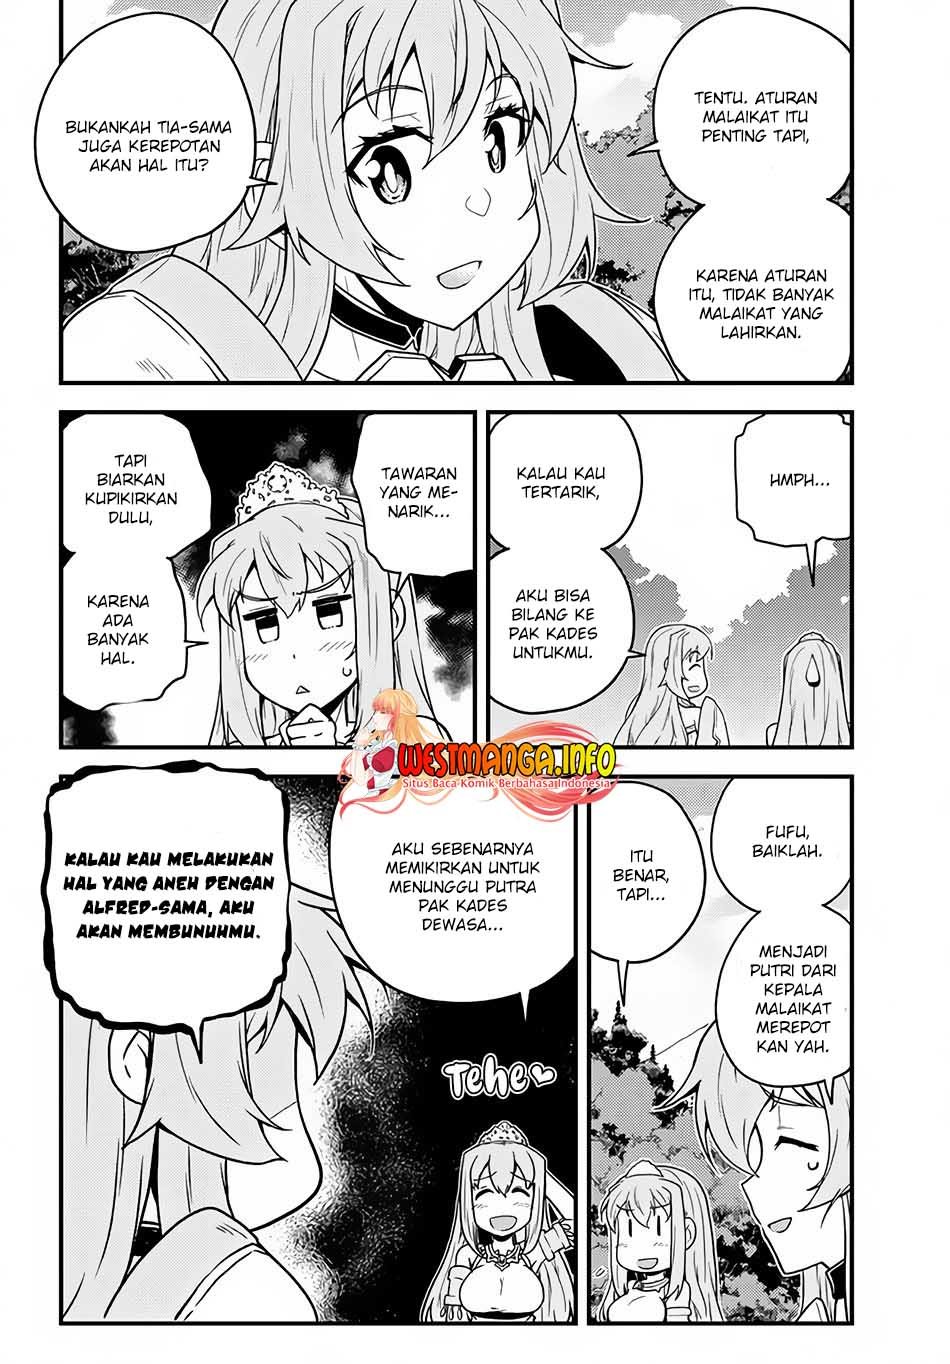 TENTU. ATURAN
MALAIKAT ITU
PENTING TAPI,
KARENA ATURAN
ITU, TIDAK BANYAK
MALAIKAT YANG
LAHIRKAN.
BUKANKAH TIA-SAMA
JUGA KEREPOTAN
AKAN HAL ITU?
HMPH...
KALAU KAU
TERTARIK,
AKU BISA
BILANG KE
PAK KADES
UNTUKMU.
TAWARAN
YANG ME-
NARIK...
TAPI
BIARKAN
KUPIKIRKAN
DULU,
KARENA
ADA
BANYAK
HAL.
WESTMANGA.INFO
Situs Baca Komik Berbahasa Indonesia
FUFU,
BAIKLAH.
MENJADI
PUTRI DARI
KEPALA
MALAIKAT
MEREPOT
KAN YAH.
ITU
BENAR,
TAPI...
AKU SEBENARNYA
MEMIKIRKAN UNTUK
MENUNGGU PUTRA
PAK KADES
DEWASA...
Tehe
KALAU KAU MELAKUKAN
HAL YANG ANEH DENGAN
ALFRED-SAMA, AKU
AKAN MEMBUNUHMU.